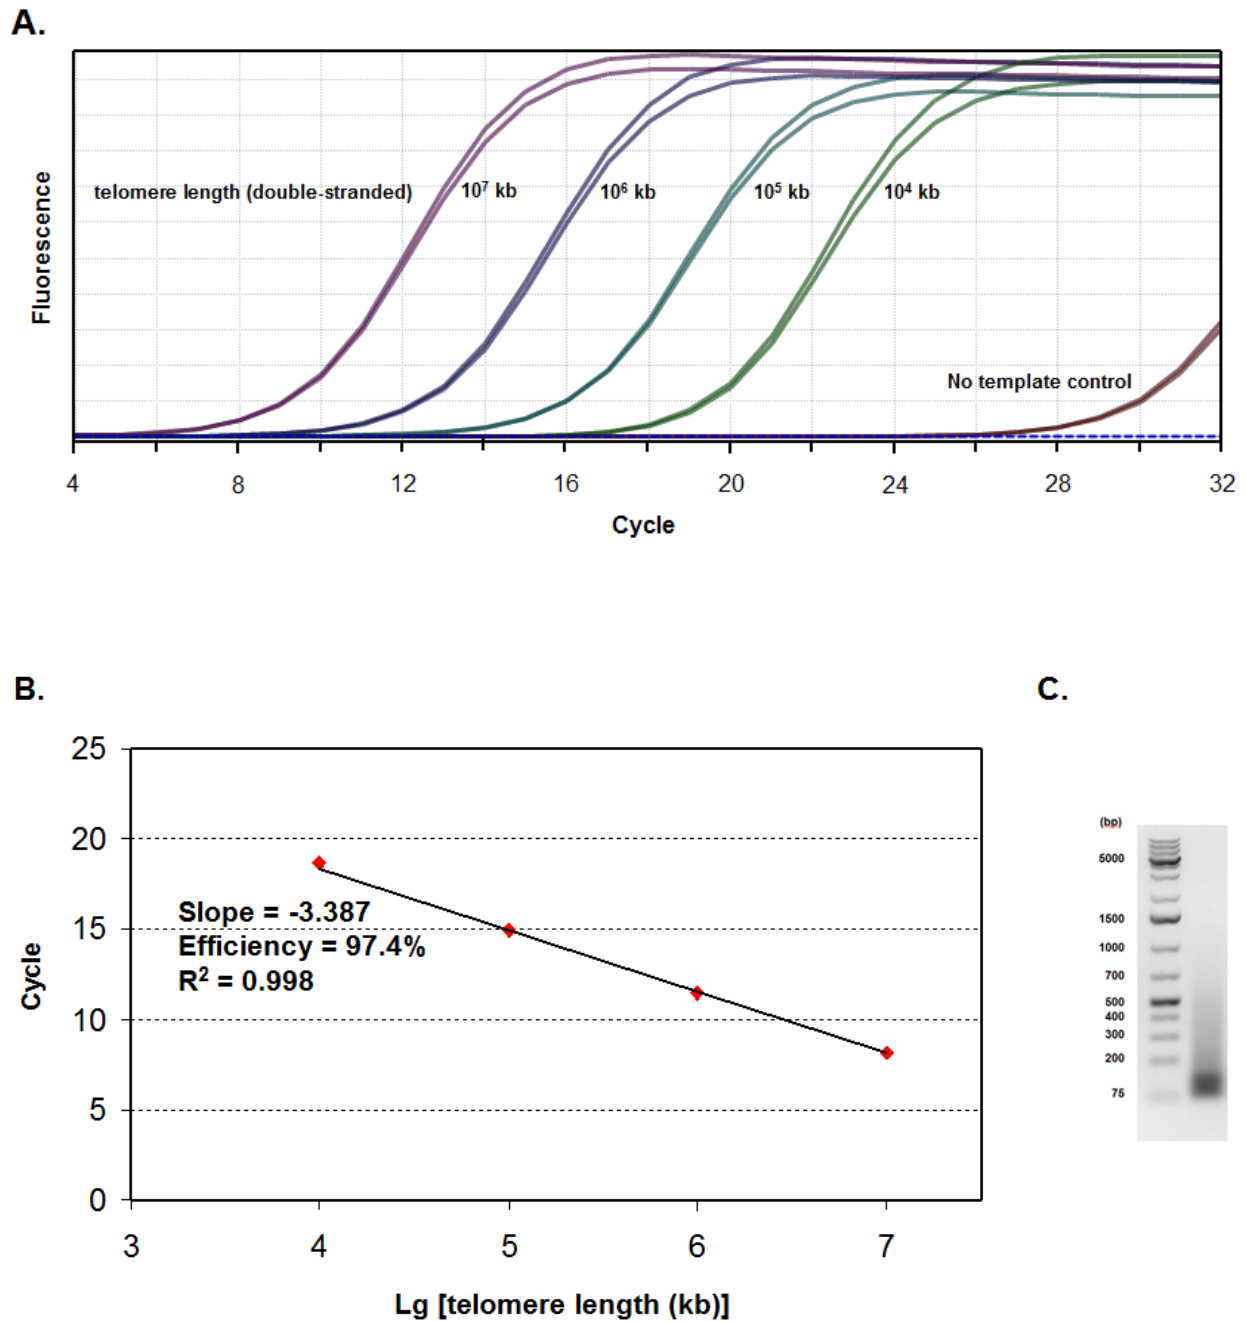 A.
telomere length (double-stranded)
10⁷ kb
10⁶ kb
10⁵ kb
10⁴ kb
No template control
Fluorescence
4 8 12 16 20 24 28 32
Cycle
B.
25
20
15
10
5
0
Slope = -3.387
Efficiency = 97.4%
R² = 0.998
Cycle
3 4 5 6 7
Lg [telomere length (kb)]
C.
(bp)
5000
1500
1000
700
500
400
300
200
75